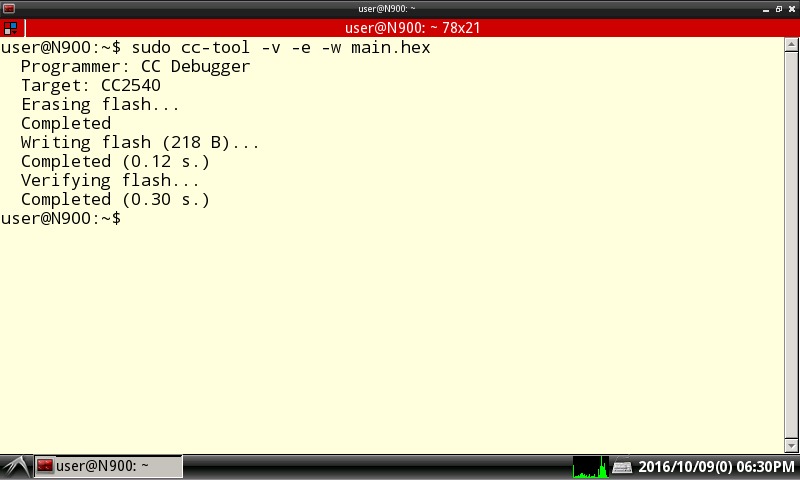 user@N900: ~
user@N900: ~ 78x21
user@N900:~$ sudo cc-tool -v -e -w main.hex
Programmer: CC Debugger
Target: CC2540
Erasing flash...
Completed
Writing flash (218 B)...
Completed (0.12 s.)
Verifying flash...
Completed (0.30 s.)
user@N900:~$
user@N900: ~
2016/10/09(0) 06:30PM